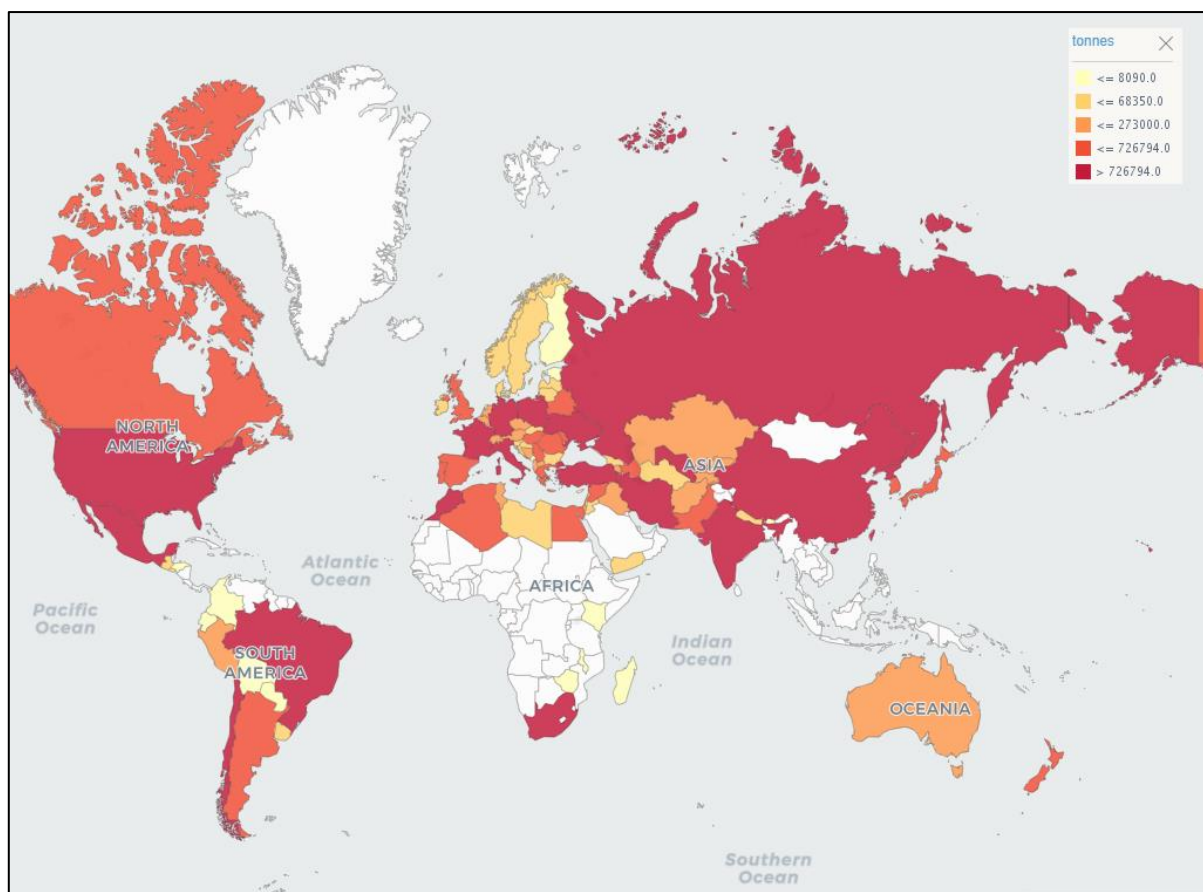 tonnes
<= 8090.0
<= 68350.0
<= 273000.0
<= 726794.0
> 726794.0
NORTH
AMERICA
ASIA
Atlantic
Ocean
AFRICA
Pacific
Ocean
SOUTH
AMERICA
Indian
Ocean
OCEANIA
Southern
Ocean